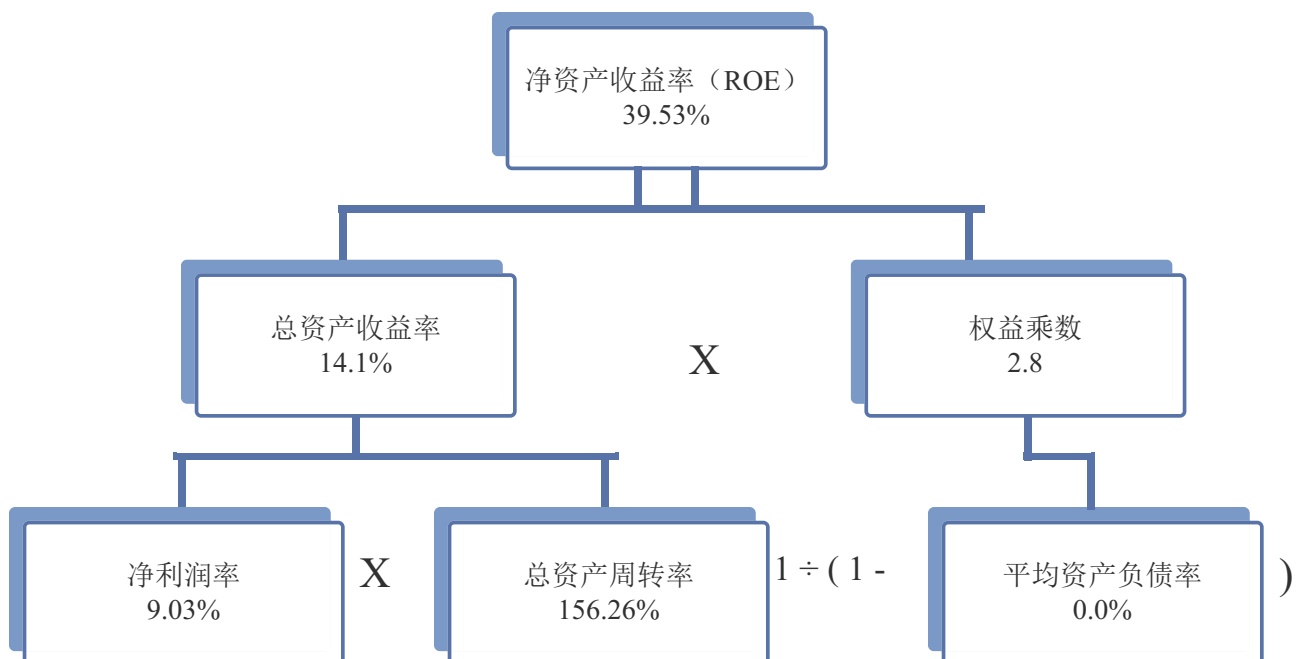 净资产收益率（ROE）
39.53%
总资产收益率
14.1%
X
权益乘数
2.8
净利润率
9.03%
X
总资产周转率
156.26%
1 ÷ ( 1 -
平均资产负债率
0.0%
)